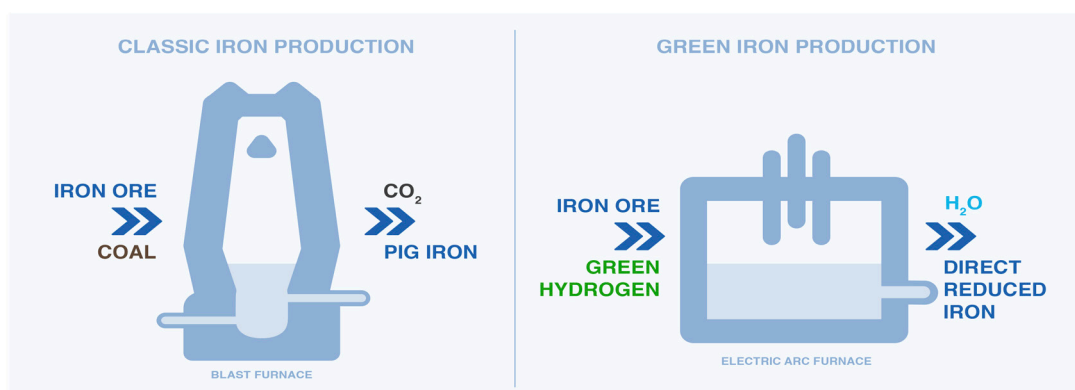 CLASSIC IRON PRODUCTION
IRON ORE
COAL
CO₂
PIG IRON
BLAST FURNACE
GREEN IRON PRODUCTION
IRON ORE
GREEN
HYDROGEN
H₂O
DIRECT
REDUCED
IRON
ELECTRIC ARC FURNACE